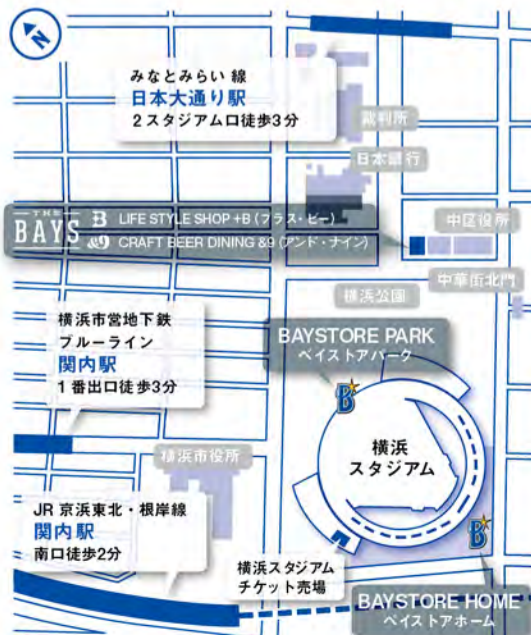 N
みなとみらい 線
日本大通り駅
2スタジアム口徒歩3分
裁判所
日本銀行
THE
BAYS
B LIFE STYLE SHOP +B (プラス・ビー)
&9 CRAFT BEER DINING &9 (アンド・ナイン)
中区役所
中華街北門
横浜公園
横浜市営地下鉄
ブルーライン
関内駅
1番出口徒歩3分
BAYSTORE PARK
ベイストアパーク
B
横浜
スタジアム
横浜市役所
JR 京浜東北・根岸線
関内駅
南口徒歩2分
横浜スタジアム
チケット売場
B
BAYSTORE HOME
ベイストアホーム